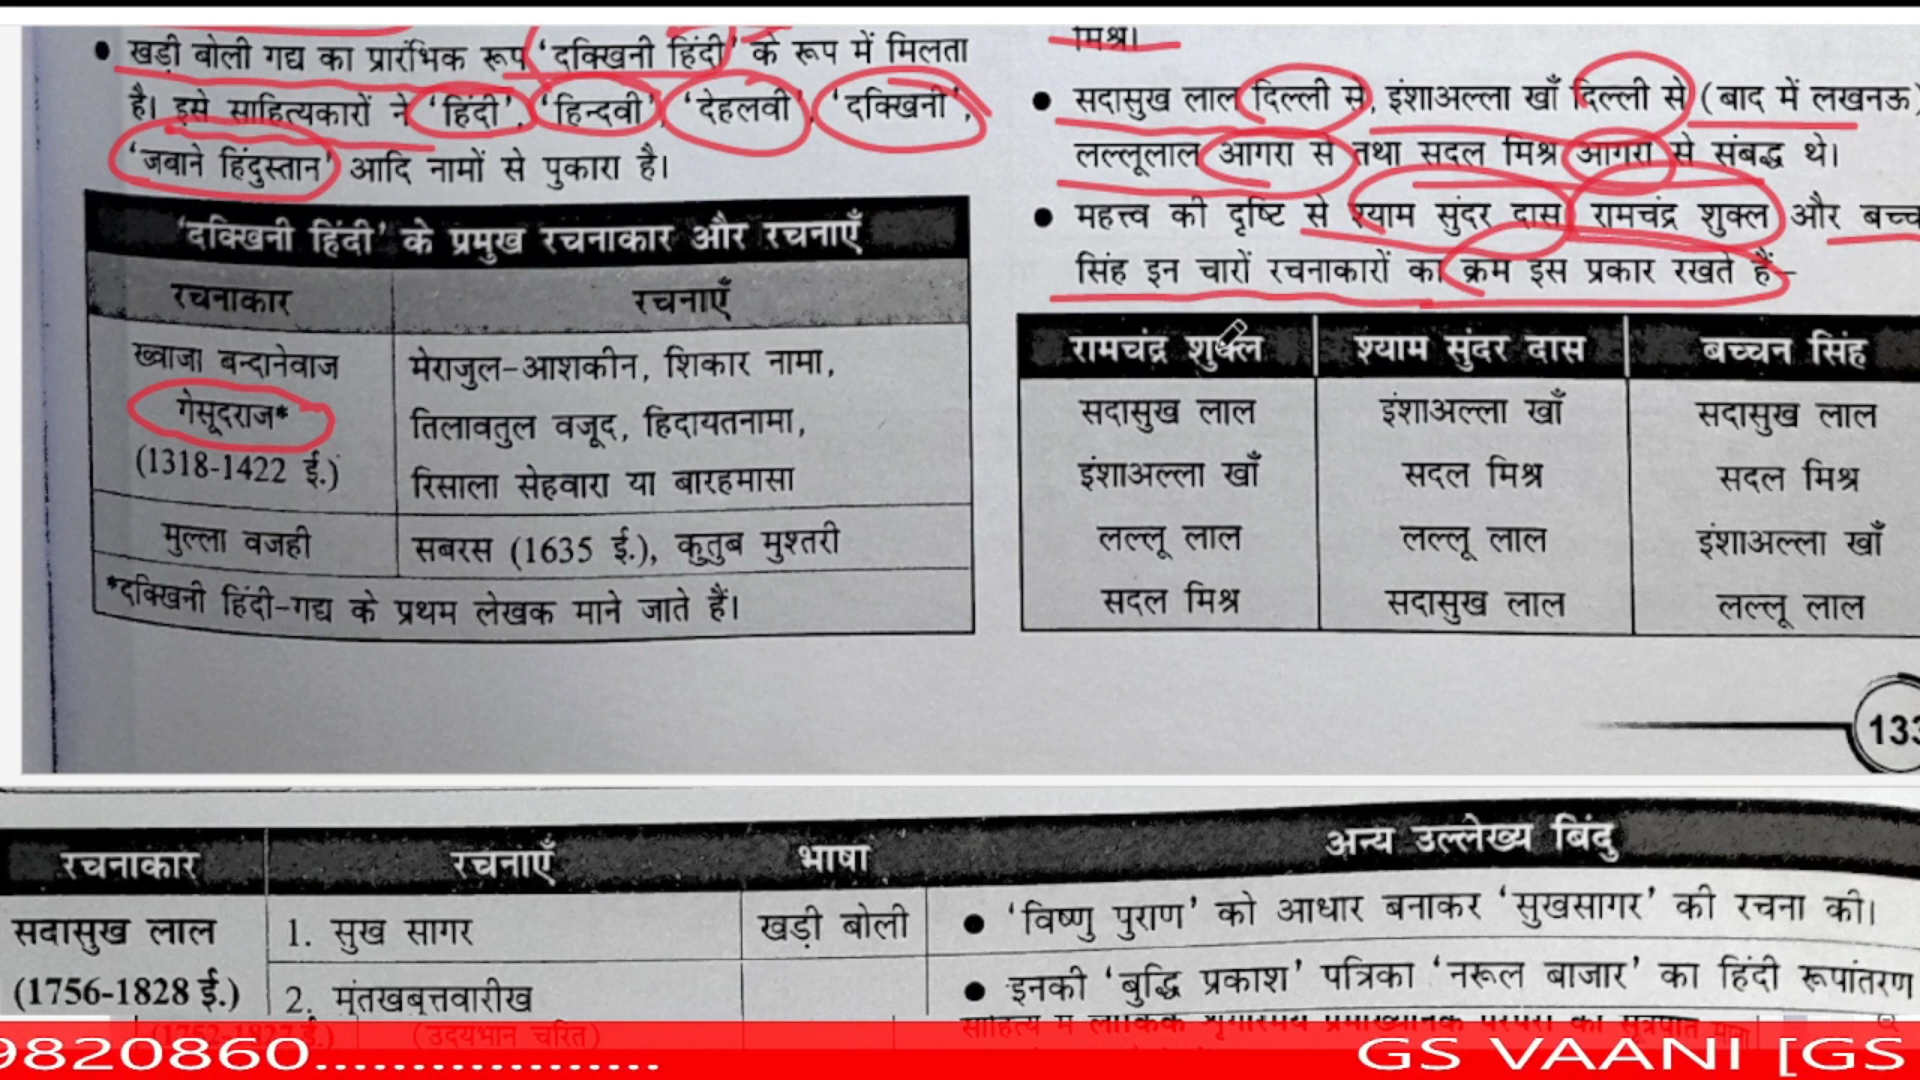 • खड़ी बोली गद्य का प्रारंभिक रूप 'दक्खिनी हिंदी' के रूप में मिलता
है। इसे साहित्यकारों ने 'हिंदी', 'हिन्दवी', 'देहलवी', 'दक्खिनी',
'जबाने हिंदुस्तान' आदि नामों से पुकारा है।
'दक्खिनी हिंदी' के प्रमुख रचनाकार और रचनाएँ
रचनाकार रचनाएँ
ख्वाजा बन्दानेवाज मेराजुल-आशकीन, शिकार नामा,
गेसूदराज* तिलावतुल वजूद, हिदायतनामा,
(1318-1422 ई.) रिसाला सेहवारा या बारहमासा
मुल्ला वजही सबरस (1635 ई.), कुतुब मुश्तरी
*दक्खिनी हिंदी-गद्य के प्रथम लेखक माने जाते हैं।
मिश्र।
• सदासुख लाल दिल्ली से, इंशाअल्ला खाँ दिल्ली से (बाद में लखनऊ)
लल्लूलाल आगरा से तथा सदल मिश्र आगरा से संबद्ध थे।
• महत्त्व की दृष्टि से श्याम सुंदर दास रामचंद्र शुक्ल और बच्च
सिंह इन चारों रचनाकारों का क्रम इस प्रकार रखते हैं-
रामचंद्र शुक्ल श्याम सुंदर दास बच्चन सिंह
सदासुख लाल इंशाअल्ला खाँ सदासुख लाल
इंशाअल्ला खाँ सदल मिश्र सदल मिश्र
लल्लू लाल लल्लू लाल इंशाअल्ला खाँ
सदल मिश्र सदासुख लाल लल्लू लाल
133
रचनाकार रचनाएँ भाषा अन्य उल्लेख्य बिंदु
सदासुख लाल 1. सुख सागर खड़ी बोली • 'विष्णु पुराण' को आधार बनाकर 'सुखसागर' की रचना की।
(1756-1828 ई.) 2. मुंतखबुत्तवारीख • इनकी 'बुद्धि प्रकाश' पत्रिका 'नरूल बाजार' का हिंदी रूपांतरण
(उदयभान चरित)
9820860................... GS VAANI [GS